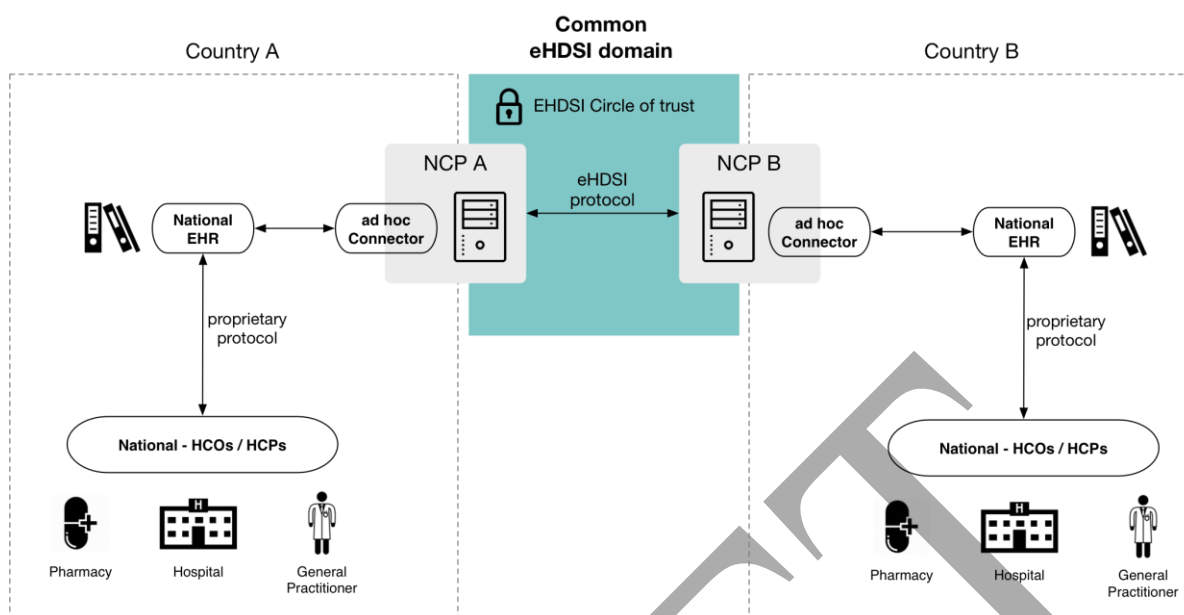 Common
eHDSI domain
Country A
Country B
EHDSI Circle of trust
NCP A
NCP B
eHDSI
protocol
National
EHR
ad hoc
Connector
ad hoc
Connector
National
EHR
proprietary
protocol
proprietary
protocol
National - HCOs / HCPs
National - HCOs / HCPs
H
H
Pharmacy
Hospital
General
Practitioner
Pharmacy
Hospital
General
Practitioner